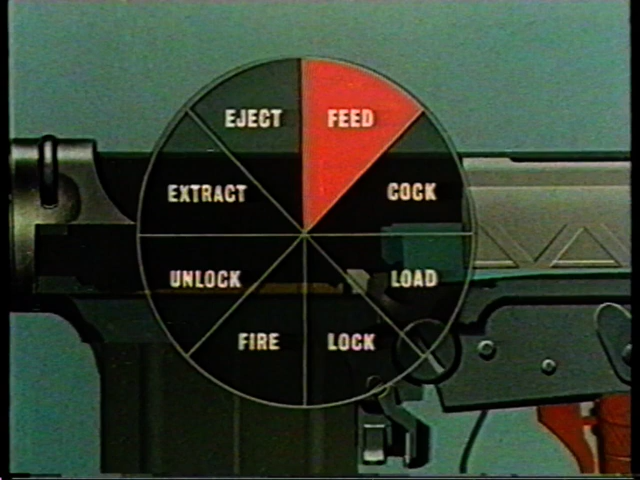 EJECT FEED
EXTRACT COCK
UNLOCK LOAD
FIRE LOCK